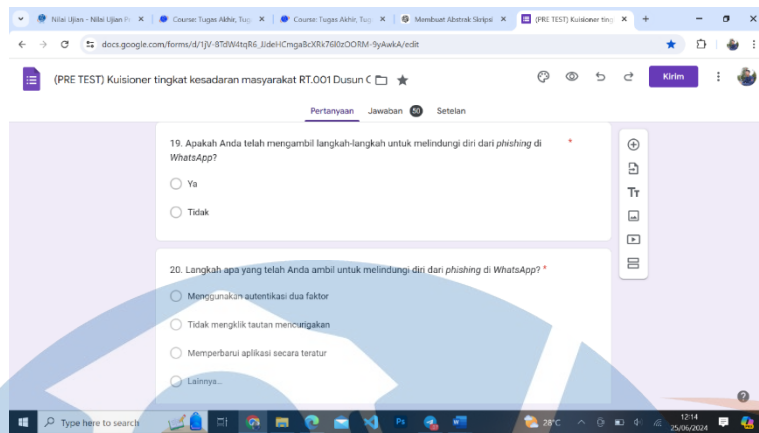 Nilai Ujian - Nilai Ujian P
Course: Tugas Akhir, Tug
Course: Tugas Akhir, Tug
Membuat Abstrak Skripsi
(PRE TEST) Kuisioner ting
docs.google.com/forms/d/
/edit
(PRE TEST) Kuisioner tingkat kesadaran masyarakat RT.001 Dusun
Kirim
Pertanyaan Jawaban 50 Setelan
19. Apakah Anda telah mengambil langkah-langkah untuk melindungi diri dari phishing di *
WhatsApp?
Ya
Tidak
Tт
20. Langkah apa yang telah Anda ambil untuk melindungi diri dari phishing di WhatsApp? *
Menggunakan autentikasi dua faktor
Tidak mengklik tautan mencurigakan
Memperbarui aplikasi secara teratur
Lainnya...
Type here to search
Ps
28°C
12:14
25/06/2024